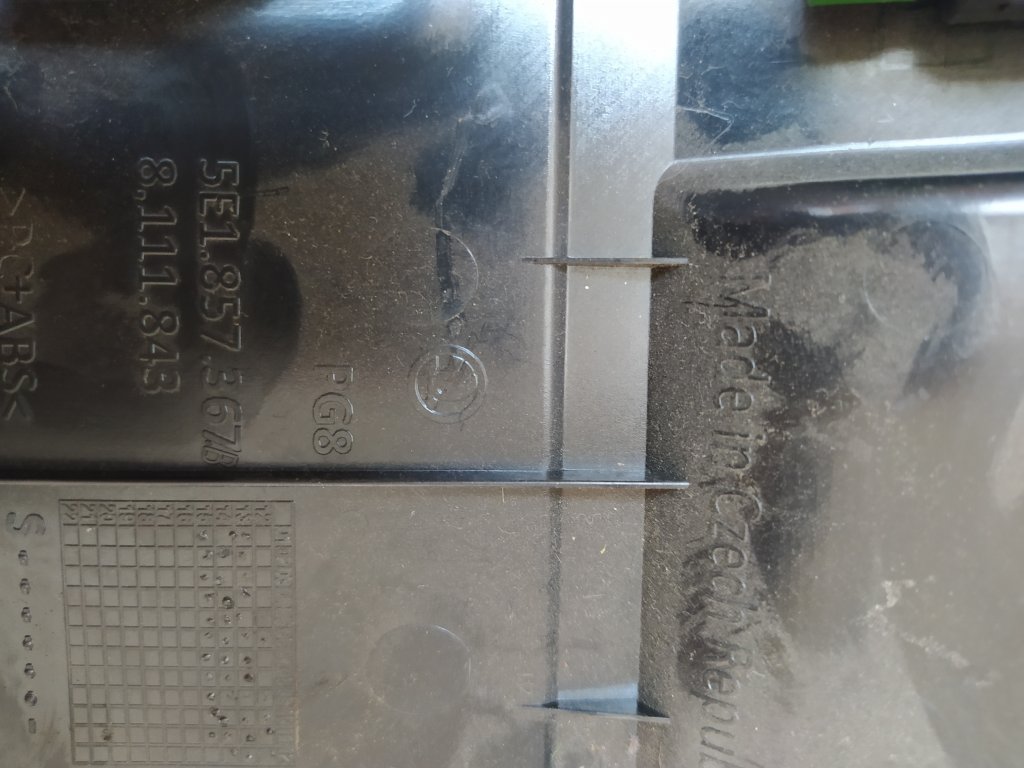 Made in Czech Republ
PG8
5E1.857.367/B
8.111.843
>PC+ABS<
S